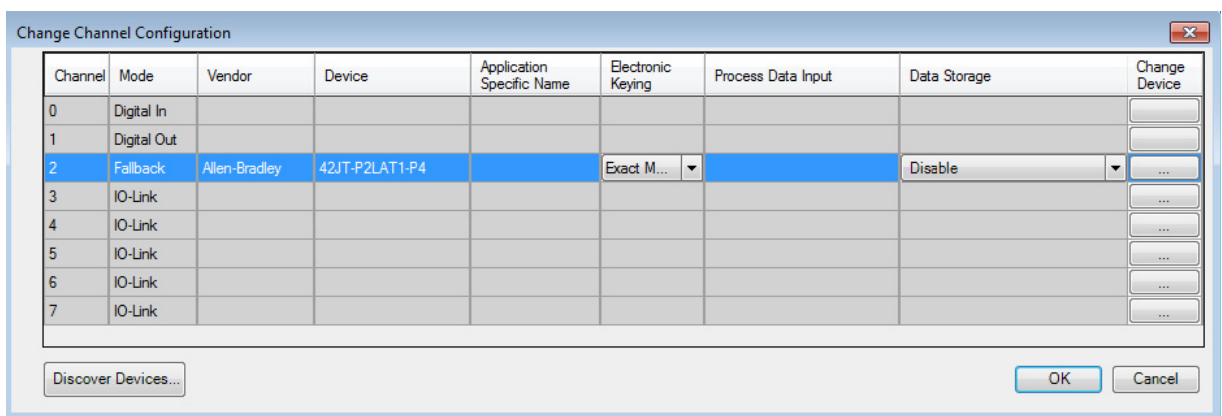 Change Channel Configuration
Channel Mode Vendor Device Application Specific Name Electronic Keying Process Data Input Data Storage Change Device
0 Digital In
1 Digital Out
2 Fallback Allen-Bradley 42JT-P2LAT1-P4 Exact M... Disable ...
3 IO-Link ...
4 IO-Link ...
5 IO-Link ...
6 IO-Link ...
7 IO-Link ...
Discover Devices... OK Cancel